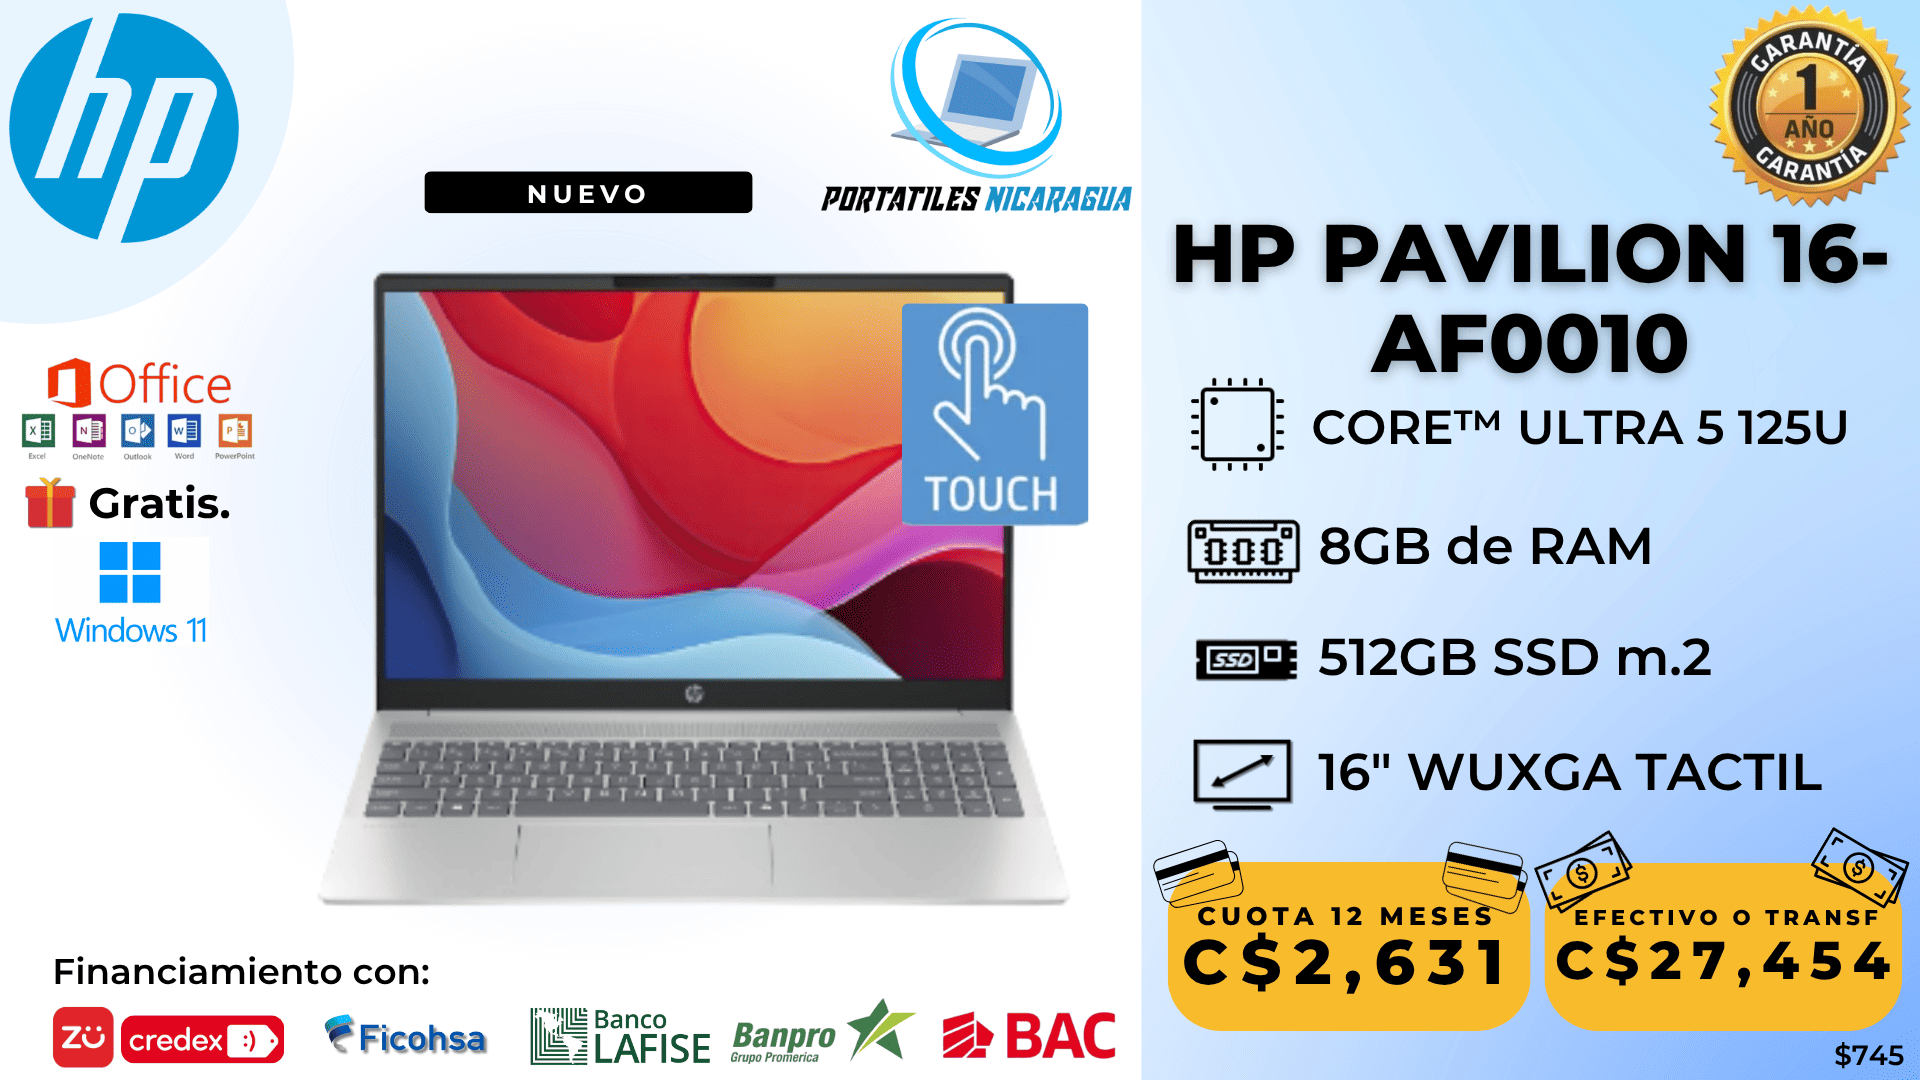 hp
PORTATILES NICARAGUA
NUEVO
GARANTÍA
1
AÑO
GARANTÍA
HP PAVILION 16-
AF0010
CORE™ ULTRA 5 125U
8GB de RAM
SSD
512GB SSD m.2
16" WUXGA TACTIL
Office
Excel
OneNote
Outlook
Word
PowerPoint
Gratis.
Windows 11
TOUCH
CUOTA 12 MESES
C$2,631
EFECTIVO O TRANSF
C$27,454
$745
Financiamiento con:
zū
credex :)
Ficohsa
Banco
LAFISE
Banpro
Grupo Promerica
BAC